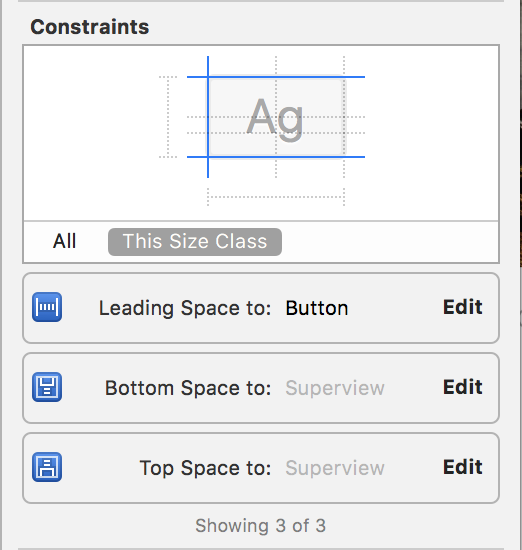 Constraints
Ag
All This Size Class
Leading Space to: Button Edit
Bottom Space to: Superview Edit
Top Space to: Superview Edit
Showing 3 of 3